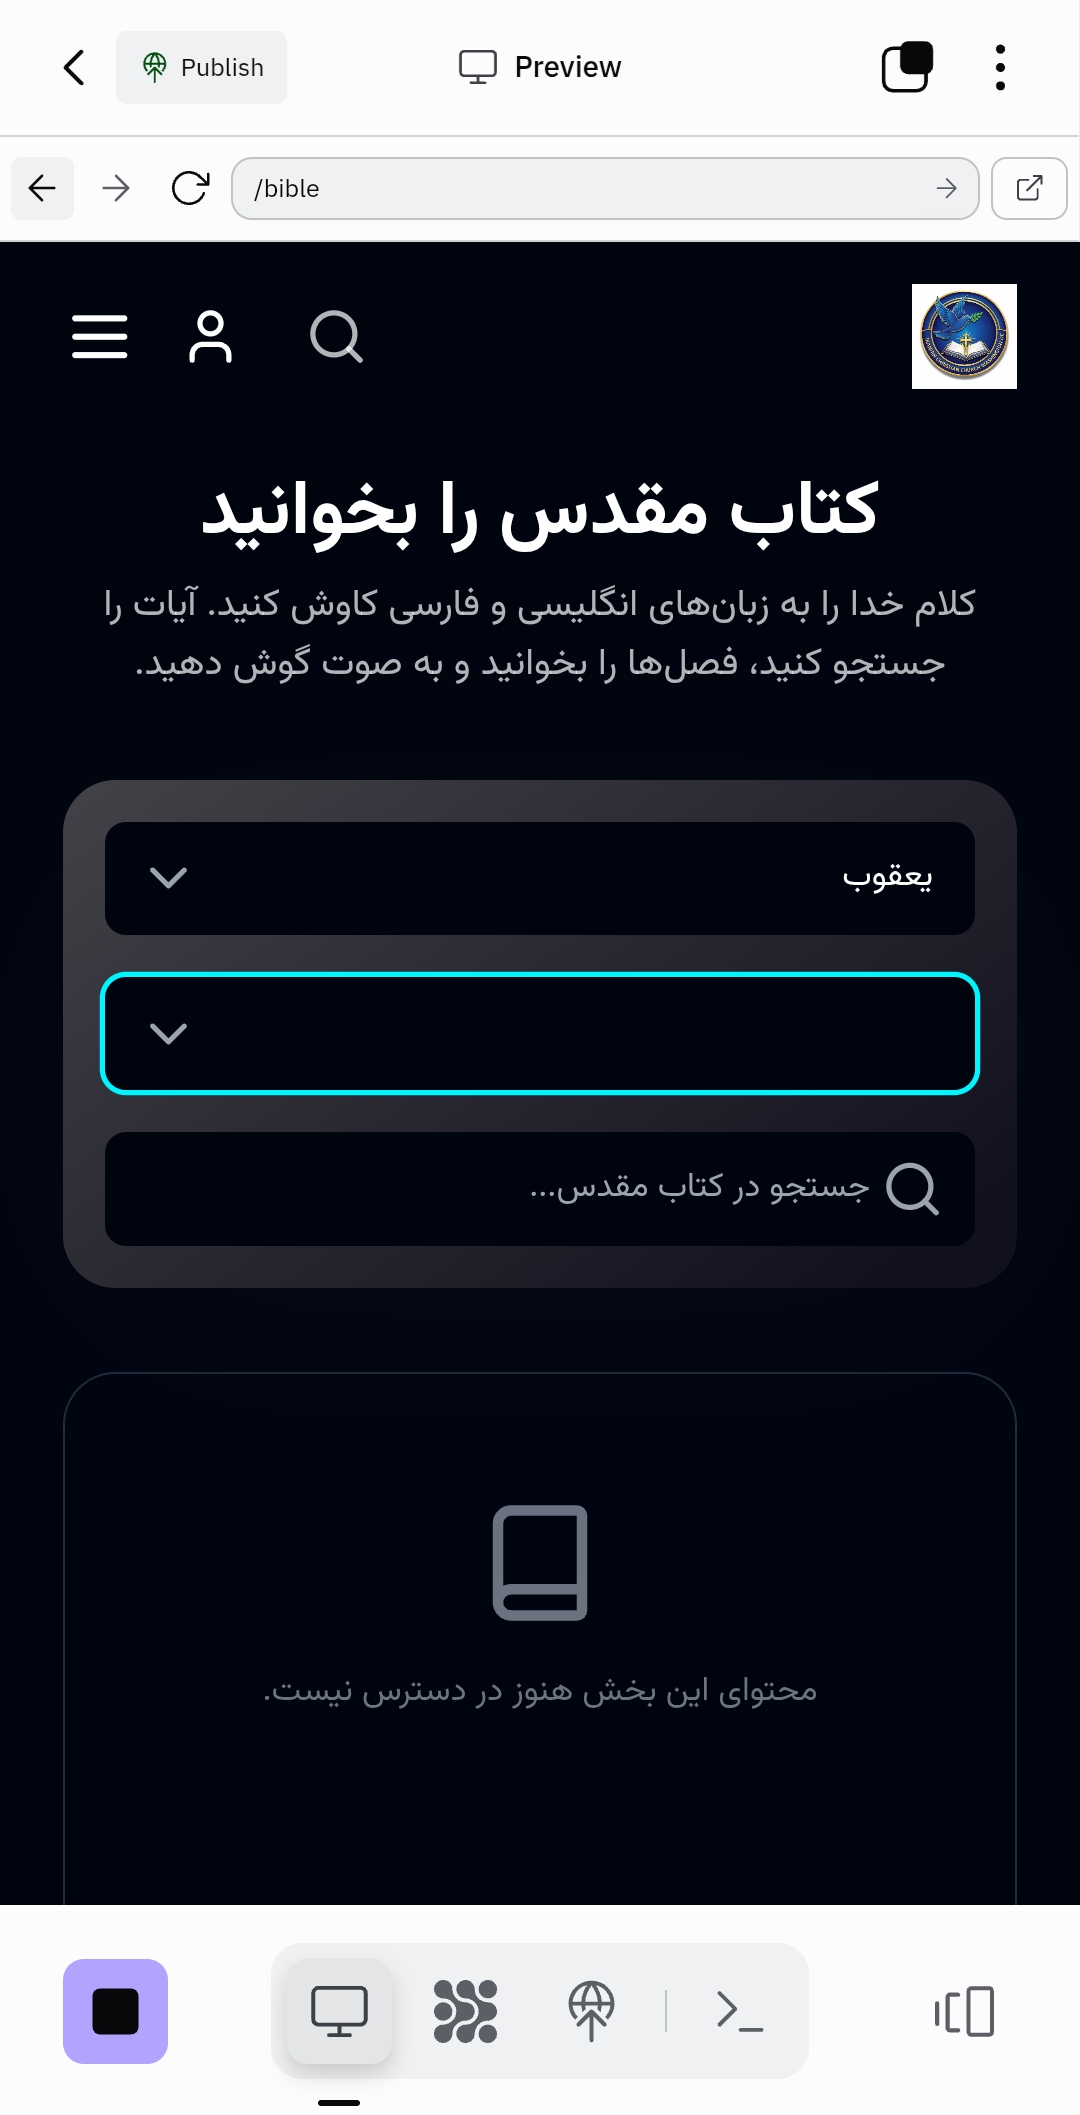 Publish
Preview
/bible
کتاب مقدس را بخوانید
کلام خدا را به زبان‌های انگلیسی و فارسی کاوش کنید. آیات را
جستجو کنید، فصل‌ها را بخوانید و به صوت گوش دهید.
یعقوب
جستجو در کتاب مقدس...
محتوای این بخش هنوز در دسترس نیست.